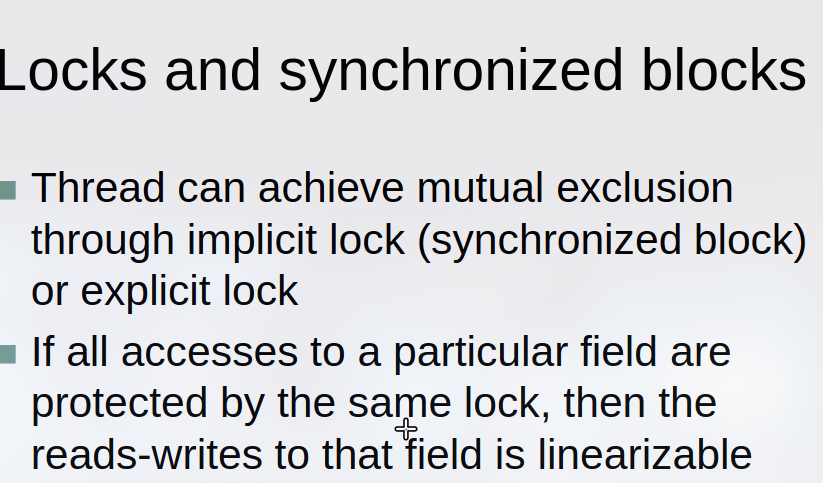 Locks and synchronized blocks
Thread can achieve mutual exclusion
through implicit lock (synchronized block)
or explicit lock
If all accesses to a particular field are
protected by the same lock, then the
reads-writes to that field is linearizable